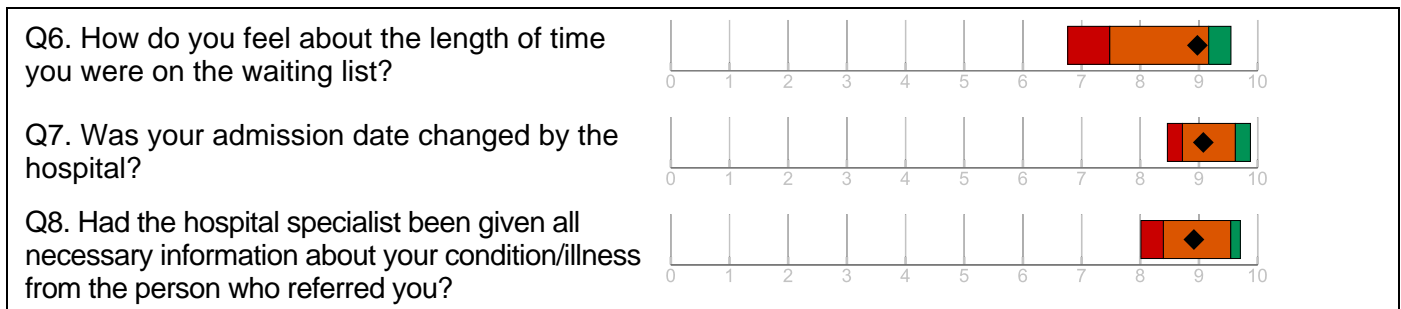 Q6. How do you feel about the length of time
you were on the waiting list?
0 1 2 3 4 5 6 7 8 9 10
Q7. Was your admission date changed by the
hospital?
0 1 2 3 4 5 6 7 8 9 10
Q8. Had the hospital specialist been given all
necessary information about your condition/illness
from the person who referred you?
0 1 2 3 4 5 6 7 8 9 10